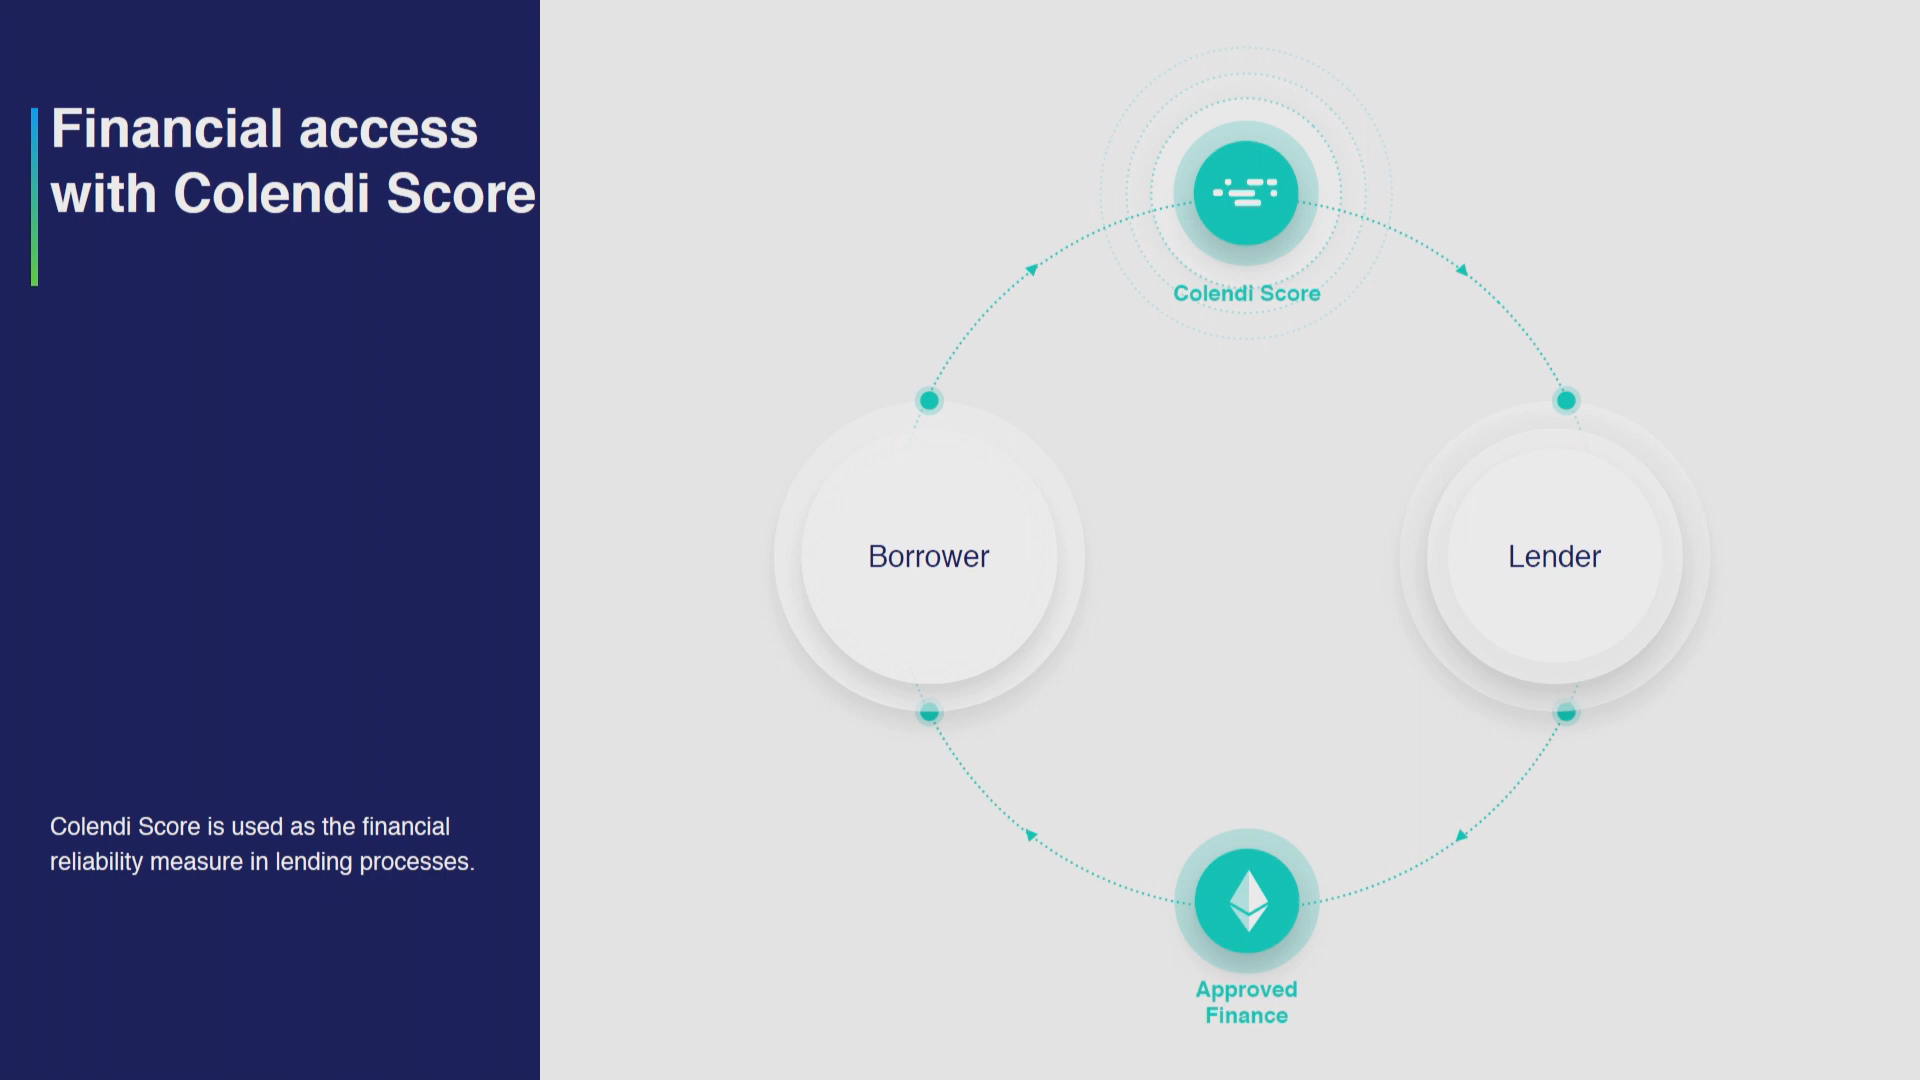 Financial access
with Colendi Score
Colendi Score is used as the financial
reliability measure in lending processes.
Colendi Score
Borrower
Lender
Approved
Finance